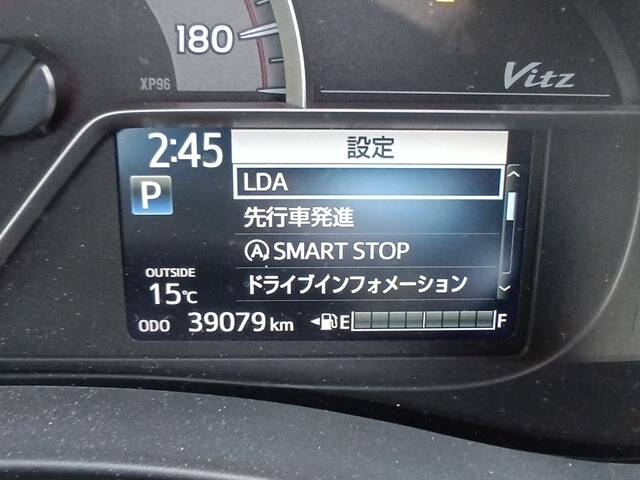 180
XP96
Vitz
2:45
設定
P
LDA
先行車発進
Ⓐ SMART STOP
ドライブインフォメーション
OUTSIDE
15℃
ODO 39079 km
E F